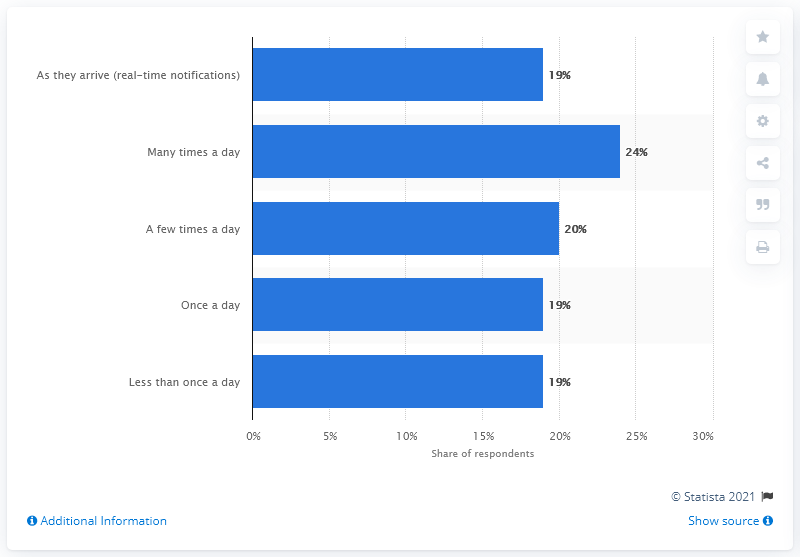 As they arrive (real-time notifications) 19%
Many times a day 24%
A few times a day 20%
Once a day 19%
Less than once a day 19%
0% 5% 10% 15% 20% 25% 30%
Share of respondents
© Statista 2021
Additional Information
Show source